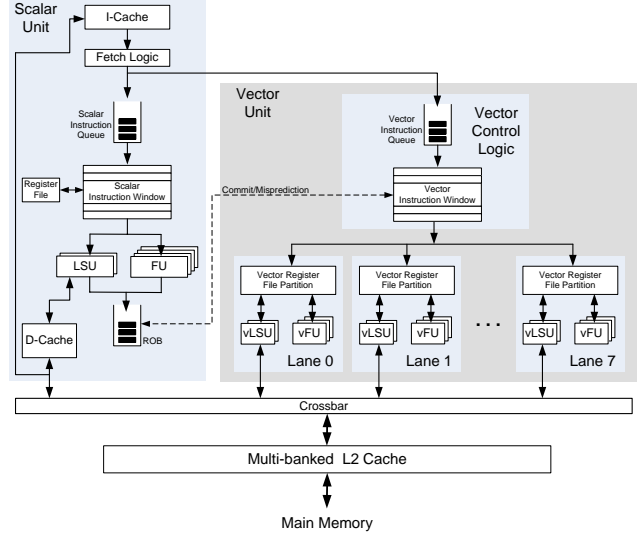 Scalar
Unit
I-Cache
Fetch Logic
Scalar
Instruction
Queue
Register
File
Scalar
Instruction Window
LSU
FU
D-Cache
ROB
Commit/Misprediction
Vector
Unit
Vector
Instruction
Queue
Vector
Control
Logic
Vector
Instruction Window
Vector Register
File Partition
vLSU
vFU
Lane 0
Vector Register
File Partition
vLSU
vFU
Lane 1
. . .
Vector Register
File Partition
vLSU
vFU
Lane 7
Crossbar
Multi-banked L2 Cache
Main Memory